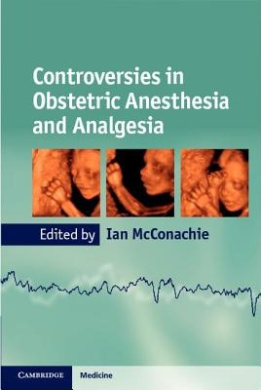 Controversies in
Obstetric Anesthesia
and Analgesia
Edited by Ian McConachie
CAMBRIDGE Medicine